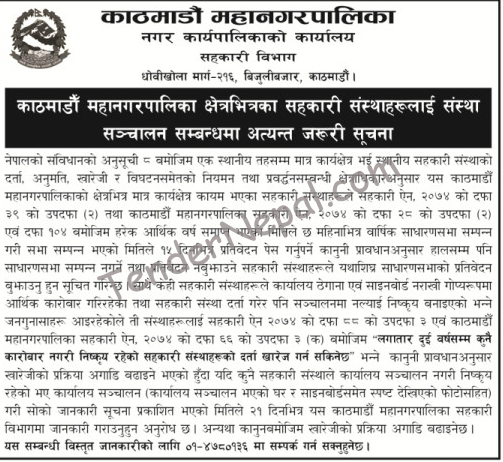 काठमाडौं महानगरपालिका
नगर कार्यपालिकाको कार्यालय
सहकारी विभाग
धोवीखोला मार्ग-२१६, बिजुलीबजार, काठमाडौं।
काठमाडौं महानगरपालिका क्षेत्रभित्रका सहकारी संस्थाहरूलाई संस्था
सञ्चालन सम्बन्धमा अत्यन्त जरूरी सूचना
नेपालको संविधानको अनुसूची ८ बमोजिम एक स्थानीय तहसम्म मात्र कार्यक्षेत्र भई स्थानीय सहकारी संस्थाको
दर्ता, अनुमति, खारेजी र विघटनसमेतको नियमन तथा प्रवर्द्धनसम्बन्धी क्षेत्राधिकारअनुसार यस काठमाडौं
महानगरपालिकाको क्षेत्रभित्र मात्र कार्यक्षेत्र कायम भएका सहकारी संस्थाहरूले सहकारी ऐन, २०७४ को दफा
३९ को उपदफा (२) तथा काठमाडौं महानगरपालिका सहकारी ऐन, २०७४ को दफा २८ को उपदफा (२)
एवं दफा १०४ बमोजिम हरेक आर्थिक वर्ष समाप्त भएको मितिले छ महिनाभित्र वार्षिक साधारणसभा सम्पन्न
गरी सभा सम्पन्न भएको मितिले १५ दिनभित्र प्रतिवेदन पेस गर्नुपर्ने कानुनी प्रावधानअनुसार हालसम्म पनि
साधारणसभा सम्पन्न नगर्ने तथा प्रतिवेदन नबुझाउने सहकारी संस्थाहरूले यथाशीघ्र साधारणसभाको प्रतिवेदन
बुझाउनु हुन सूचित गरिन्छ। साथै केही सहकारी संस्थाहरूले कार्यालय ठेगाना एवं साइनबोर्ड नराखी गोप्यरूपमा
आर्थिक कारोबार गरिरहेका तथा सहकारी संस्था दर्ता गरेर पनि सञ्चालनमा नल्याई निष्कृय बनाइएको भन्ने
जनगुनासाहरू आइरहेकोले ती संस्थाहरूलाई सहकारी ऐन २०७४ को दफा ८८ को उपदफा ३ एवं काठमाडौं
महानगरपालिका सहकारी ऐन, २०७४ को दफा ६६ को उपदफा ३ (क) बमोजिम "लगातार दुई वर्षसम्म कुनै
कारोबार नगरी निष्कृय रहेको सहकारी संस्थाहरूको दर्ता खारेज गर्न सकिनेछ" भन्ने कानुनी प्रावधानअनुसार
खारेजीको प्रक्रिया अगाडि बढाइने भएको हुँदा यदि कुनै सहकारी संस्थाले कार्यालय सञ्चालन नगरी निष्कृय
रहेको भए कार्यालय सञ्चालन (कार्यालय भएको घर र साइनबोर्डसमेत स्पष्ट देखिएको फोटोसहित)
गरी सोको जानकारी सूचना प्रकाशित भएको मितिले २१ दिनभित्र यस काठमाडौं महानगरपालिका सहकारी
विभागमा जानकारी गराउनुहुन अनुरोध छ। अन्यथा कानुनबमोजिम खारेजीको प्रक्रिया अगाडि बढाइनेछ।
यस सम्बन्धी विस्तृत जानकारीको लागि ०१-४७८०१३६ मा सम्पर्क गर्न सक्नुहुनेछ।
TenderNepal.com